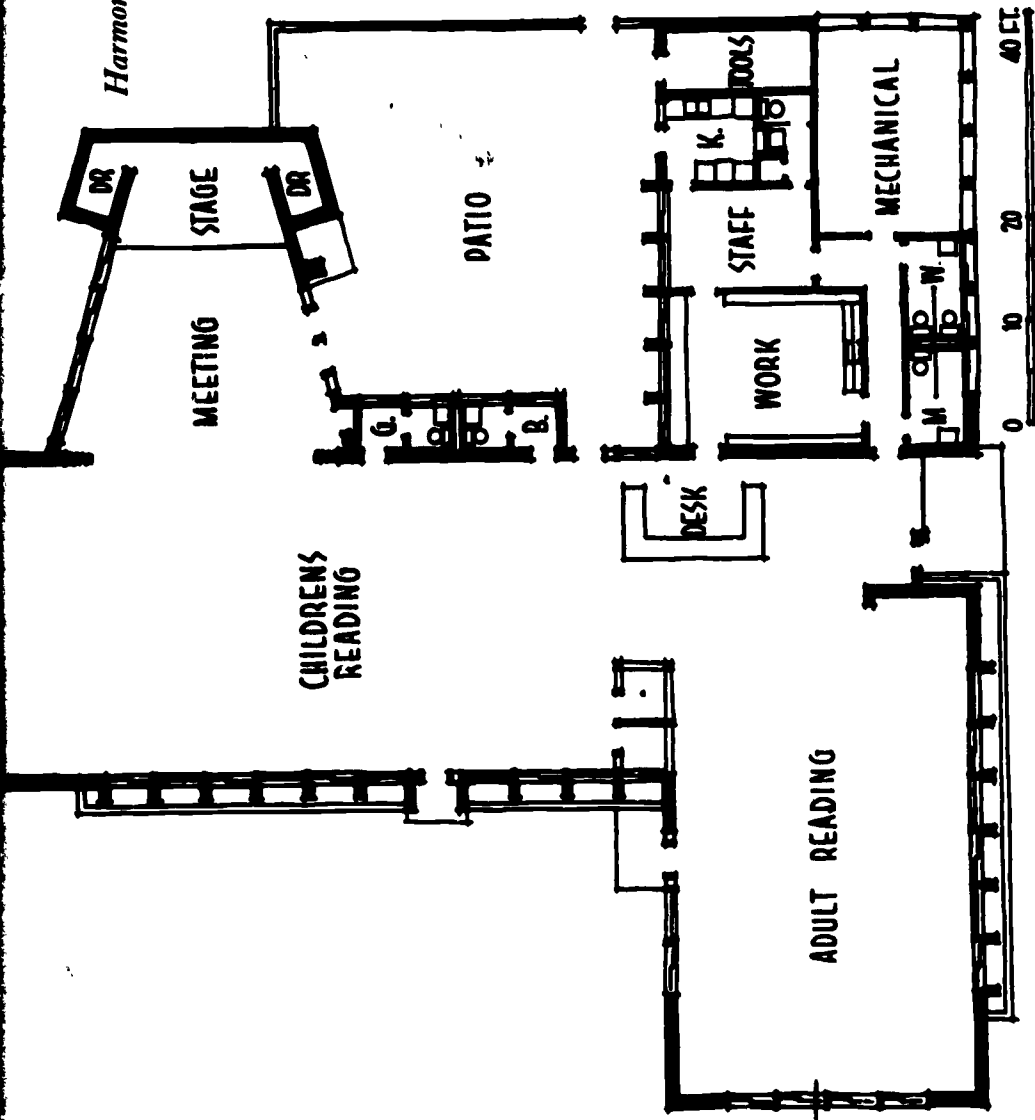 DR
MEETING
STAGE
DR
CHILDRENS
READING
G.
PATIO
B.
DESK
K.
STAFF
TOOLS
WORK
ADULT READING
MECHANICAL
M W.
0 10 20 40 FT.